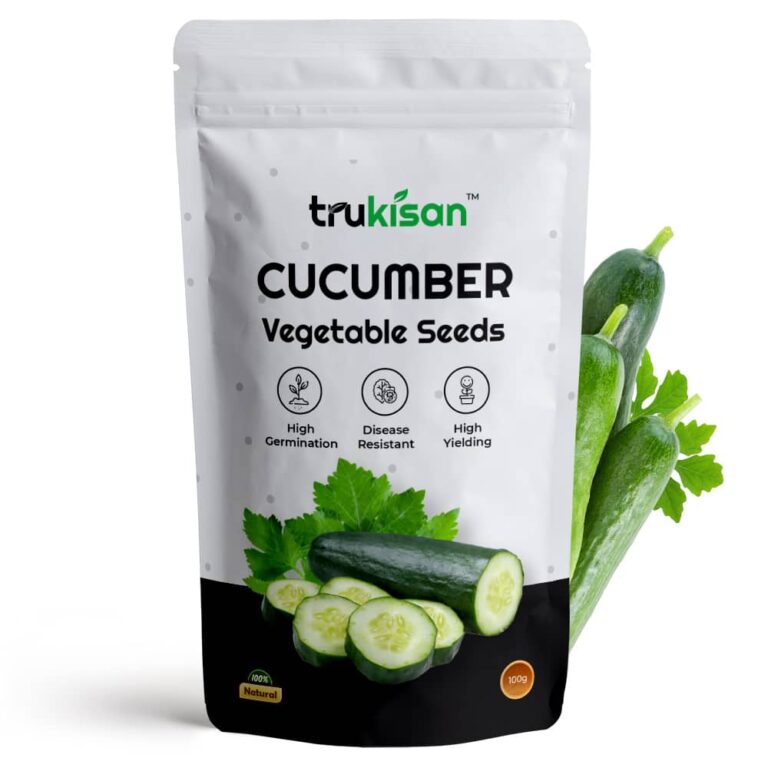 trukisan™
CUCUMBER
Vegetable Seeds
High
Germination
Disease
Resistant
High
Yielding
100%
Natural
100g